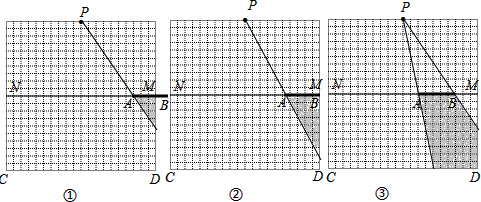 P P P
N M N M N M
A B A B A B
C D C D C D
① ② ③